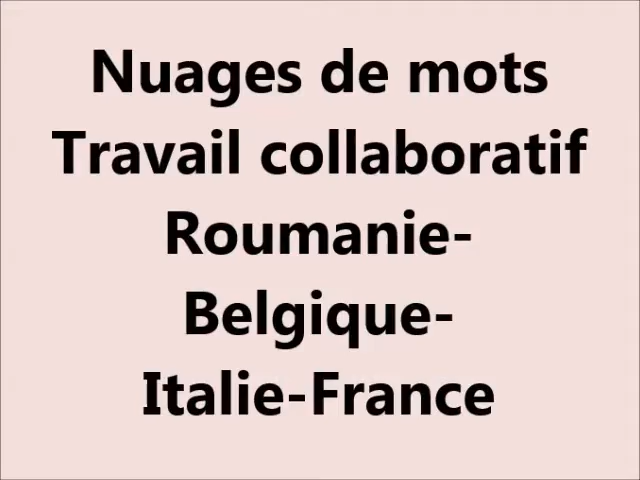 Nuages de mots
Travail collaboratif
Roumanie-
Belgique-
Italie-France